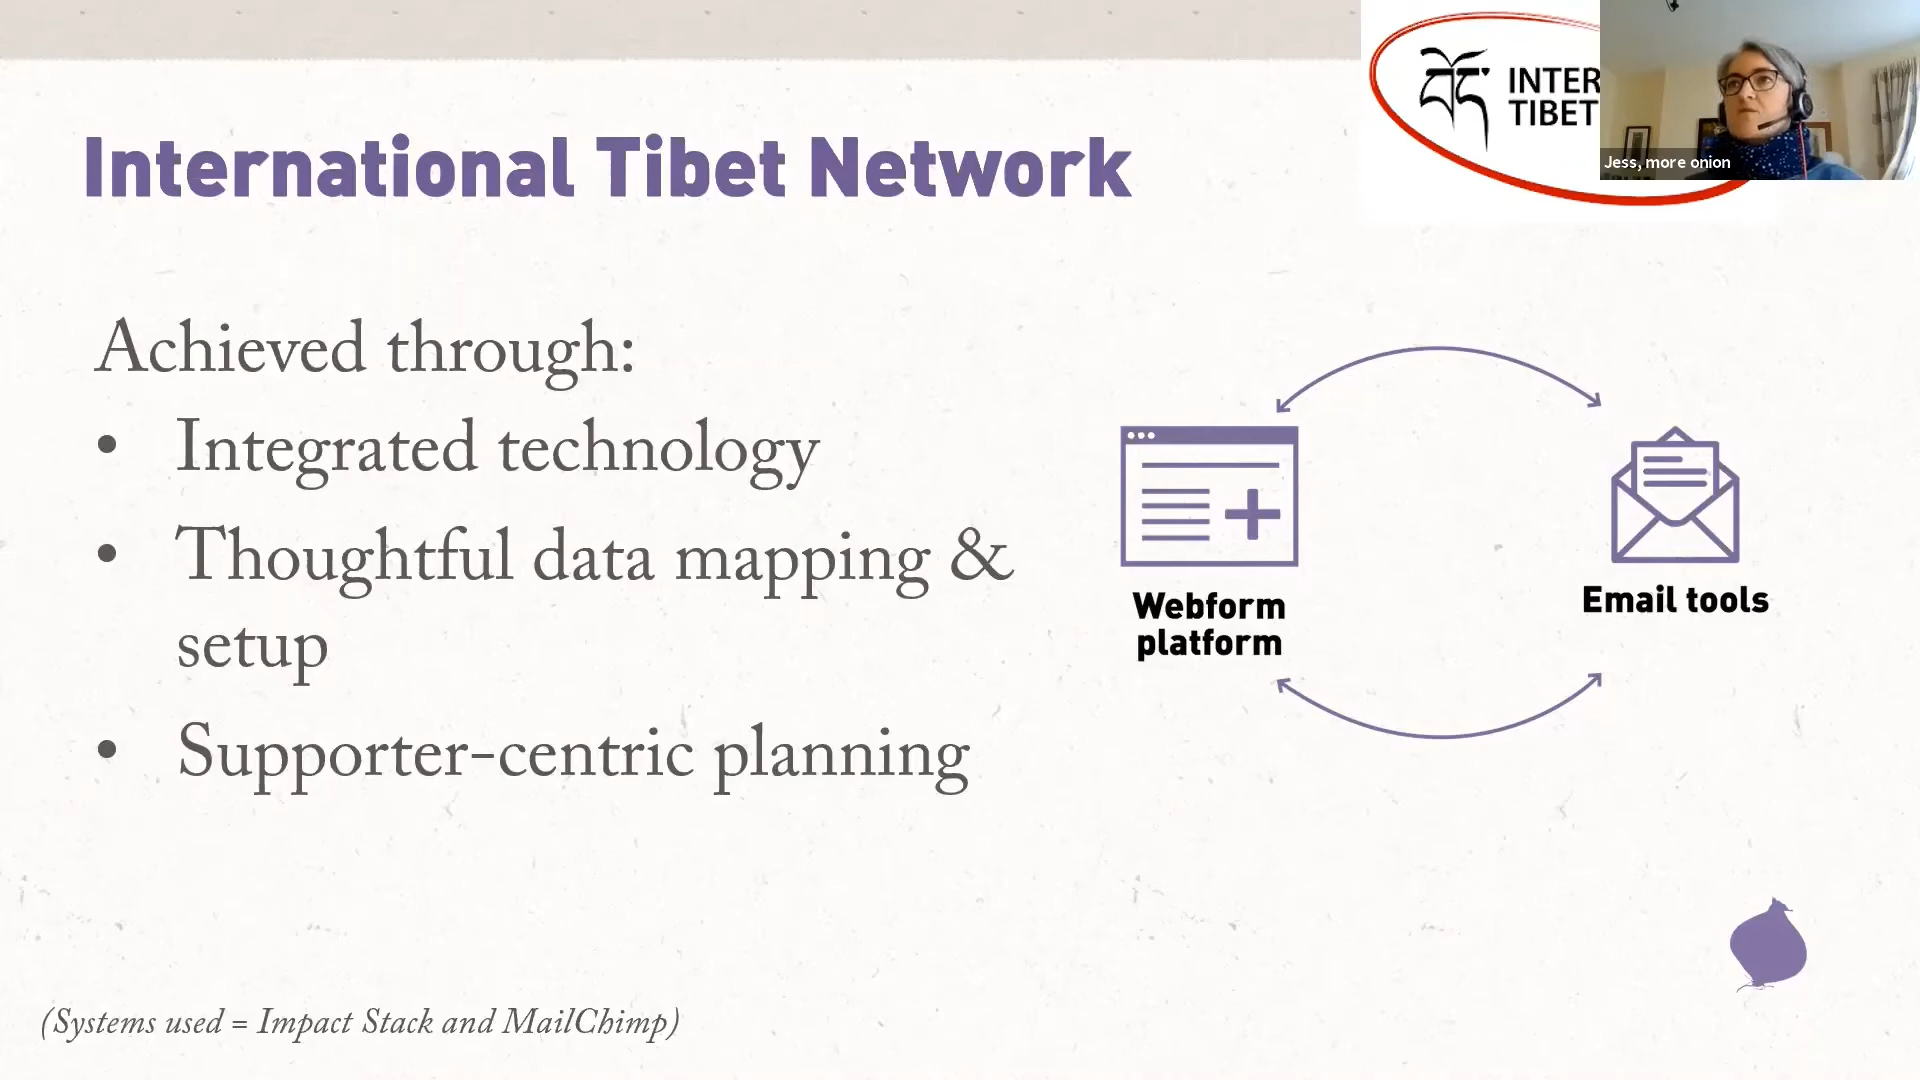 International Tibet Network
བོད་
INTER
TIBET
Jess, more onion
Achieved through:
• Integrated technology
• Thoughtful data mapping &
setup
• Supporter-centric planning
Webform
platform
Email tools
(Systems used = Impact Stack and MailChimp)